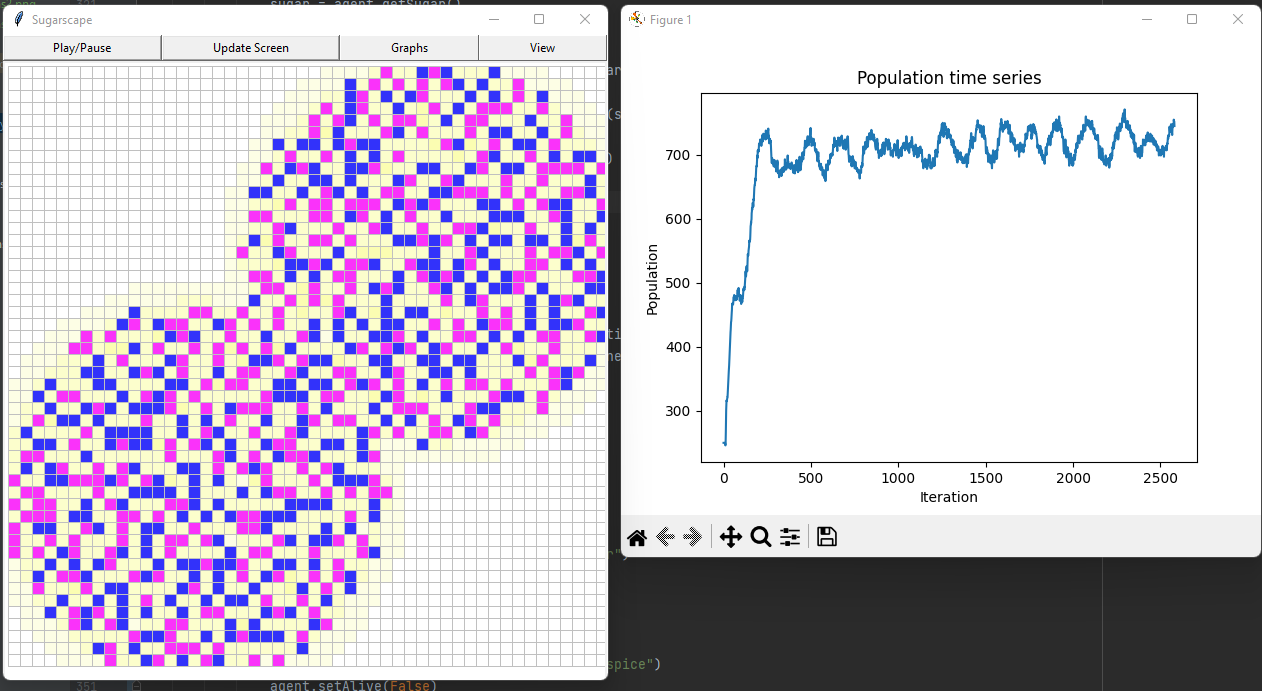 sugar = agent.getSugar()
Sugarscape
Play/Pause
Update Screen
Graphs
View
Figure 1
Population time series
700
600
500
400
300
Population
0
500
1000
1500
2000
2500
Iteration
spice")
351
agent.setAlive(False)